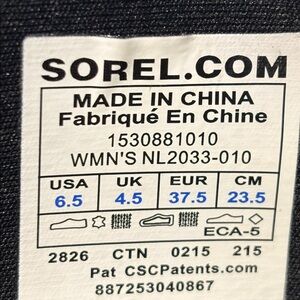 SOREL.COM
MADE IN CHINA
Fabriqué En Chine
1530881010
WMN'S NL2033-010
USA UK EUR CM
6.5 4.5 37.5 23.5
ECA-5
2826 CTN 0215 215
Pat CSCPatents.com
887253040867